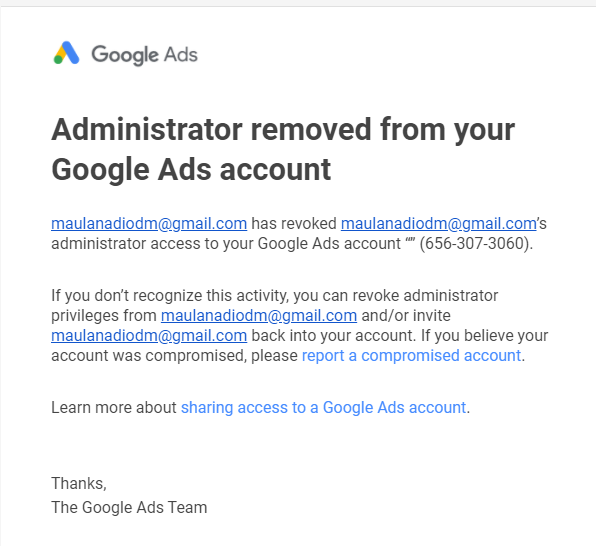 Google Ads
Administrator removed from your
Google Ads account
maulanadiodm@gmail.com has revoked maulanadiodm@gmail.com’s
administrator access to your Google Ads account “” (656-307-3060).
If you don’t recognize this activity, you can revoke administrator
privileges from maulanadiodm@gmail.com and/or invite
maulanadiodm@gmail.com back into your account. If you believe your
account was compromised, please report a compromised account.
Learn more about sharing access to a Google Ads account.
Thanks,
The Google Ads Team